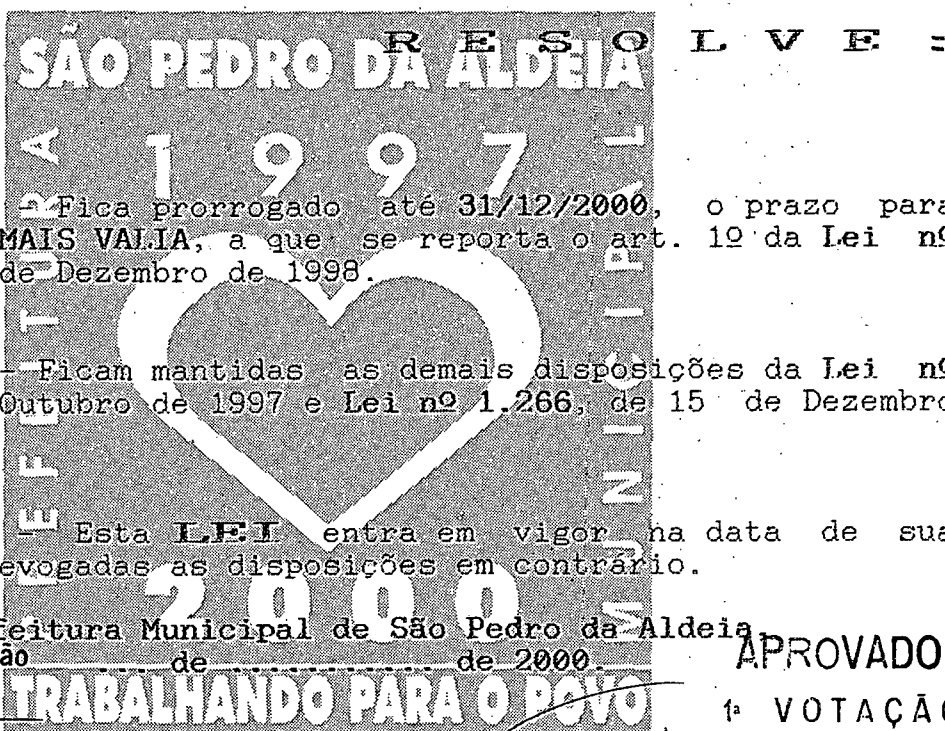 R E S O L V E :
SÃO PEDRO DA ALDEIA
1997
PREFEITURA MUNICIPAL
- Fica prorrogado até 31/12/2000, o prazo para
MAIS VALIA, a que se reporta o art. 1º da Lei nº
de Dezembro de 1998.
- Ficam mantidas as demais disposições da Lei nº
Outubro de 1997 e Lei nº 1.266, de 15 de Dezembro
- Esta LEI entra em vigor na data de sua
evogadas as disposições em contrário.
2000
feitura Municipal de São Pedro da Aldeia,
ão .... de ............. de 2000.
TRABALHANDO PARA O POVO
APROVADO
1ª VOTAÇÃO